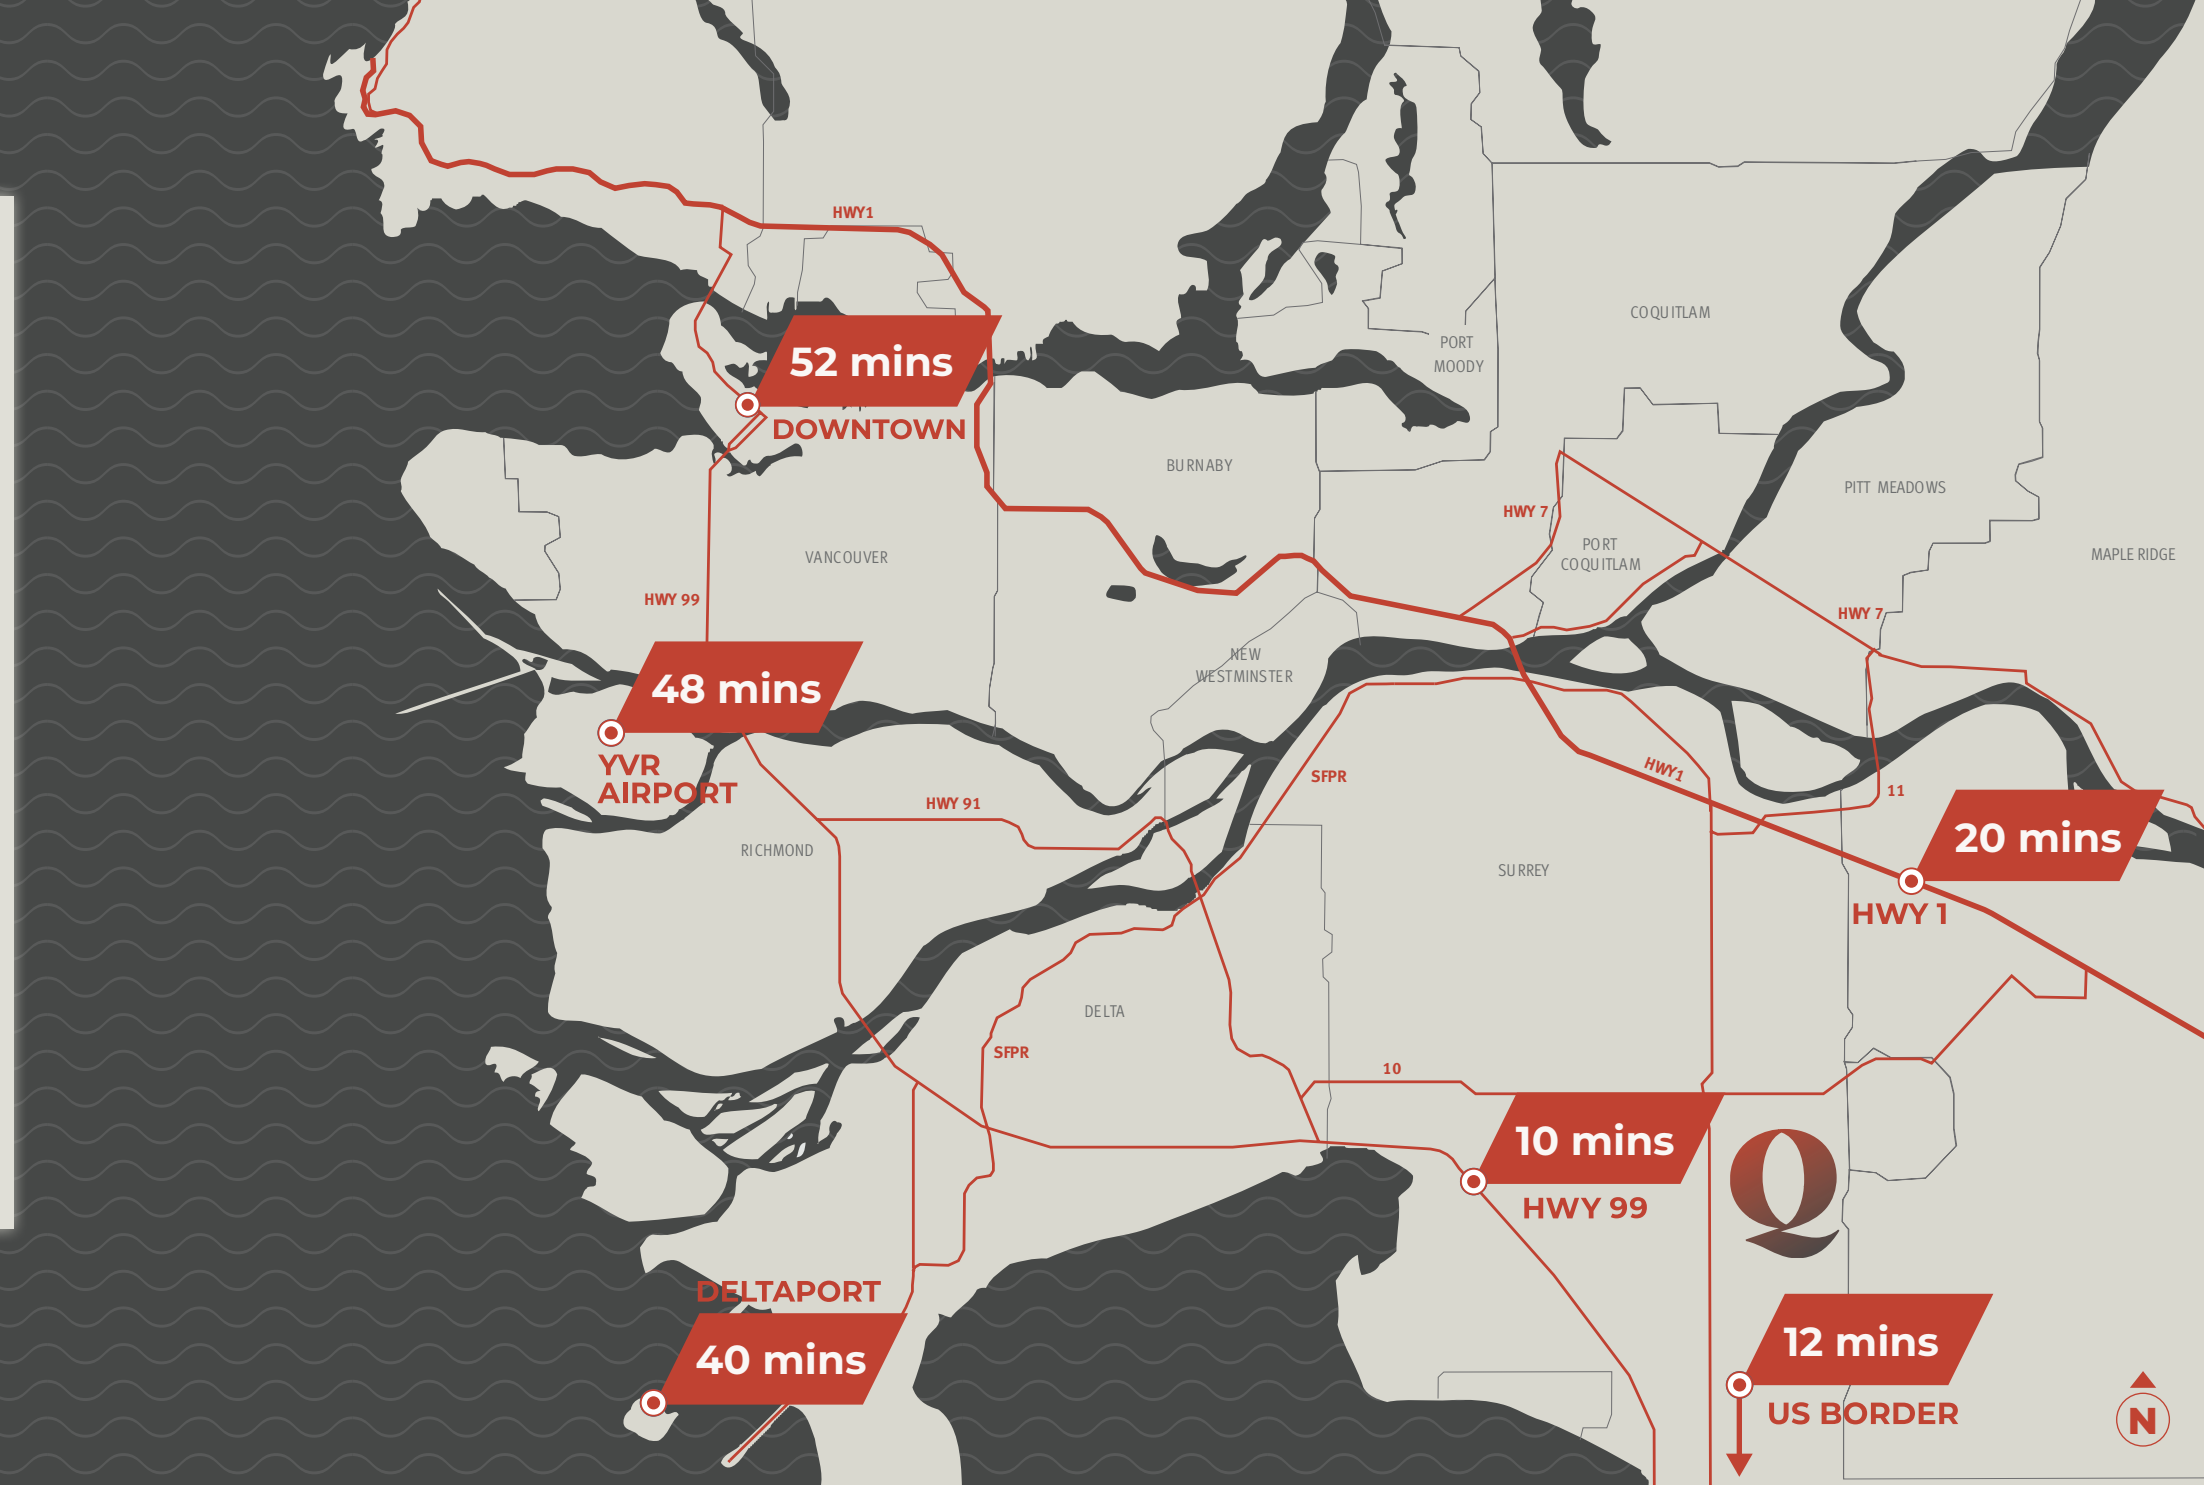 HWY1
52 mins
DOWNTOWN
COQUITLAM
PORT
MOODY
BURNABY
PITT MEADOWS
HWY 7
PORT
COQUITLAM
MAPLE RIDGE
VANCOUVER
HWY 99
HWY 7
NEW
WESTMINSTER
48 mins
YVR
AIRPORT
SFPR
HWY1
11
HWY 91
20 mins
RICHMOND
SURREY
HWY 1
DELTA
SFPR
10
10 mins
HWY 99
Q
DELTAPORT
40 mins
12 mins
US BORDER
N